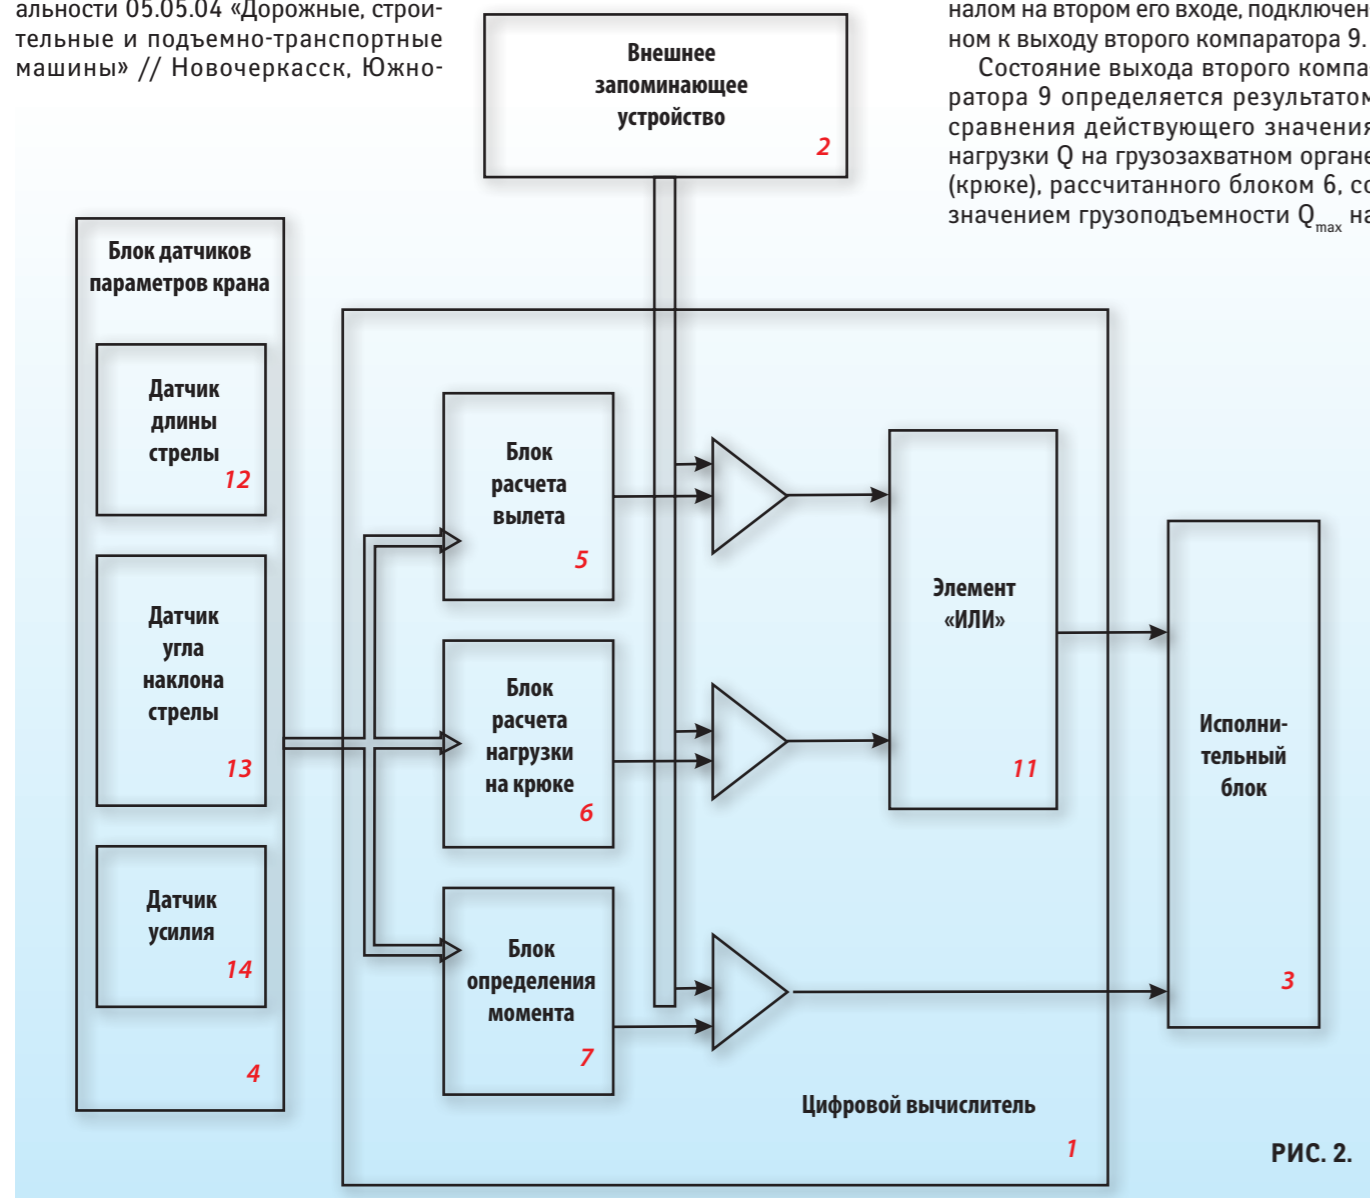 альности 05.05.04 «Дорожные, строи-
тельные и подъемно-транспортные
машины» // Новочеркасск, Южно-
налом на втором его входе, подключен
ном к выходу второго компаратора 9.
Состояние выхода второго компа
ратора 9 определяется результатом
сравнения действующего значения
нагрузки Q на грузозахватном органе
(крюке), рассчитанного блоком 6, со
значением грузоподъемности Qmax на
Внешнее
запоминающее
устройство
2
Блок датчиков
параметров крана
Датчик
длины
стрелы
12
Датчик
угла
наклона
стрелы
13
Датчик
усилия
14
4
Блок
расчета
вылета
5
Блок
расчета
нагрузки
на крюке
6
Блок
определения
момента
7
Элемент
«ИЛИ»
11
Исполни-
тельный
блок
3
Цифровой вычислитель
1
РИС. 2.